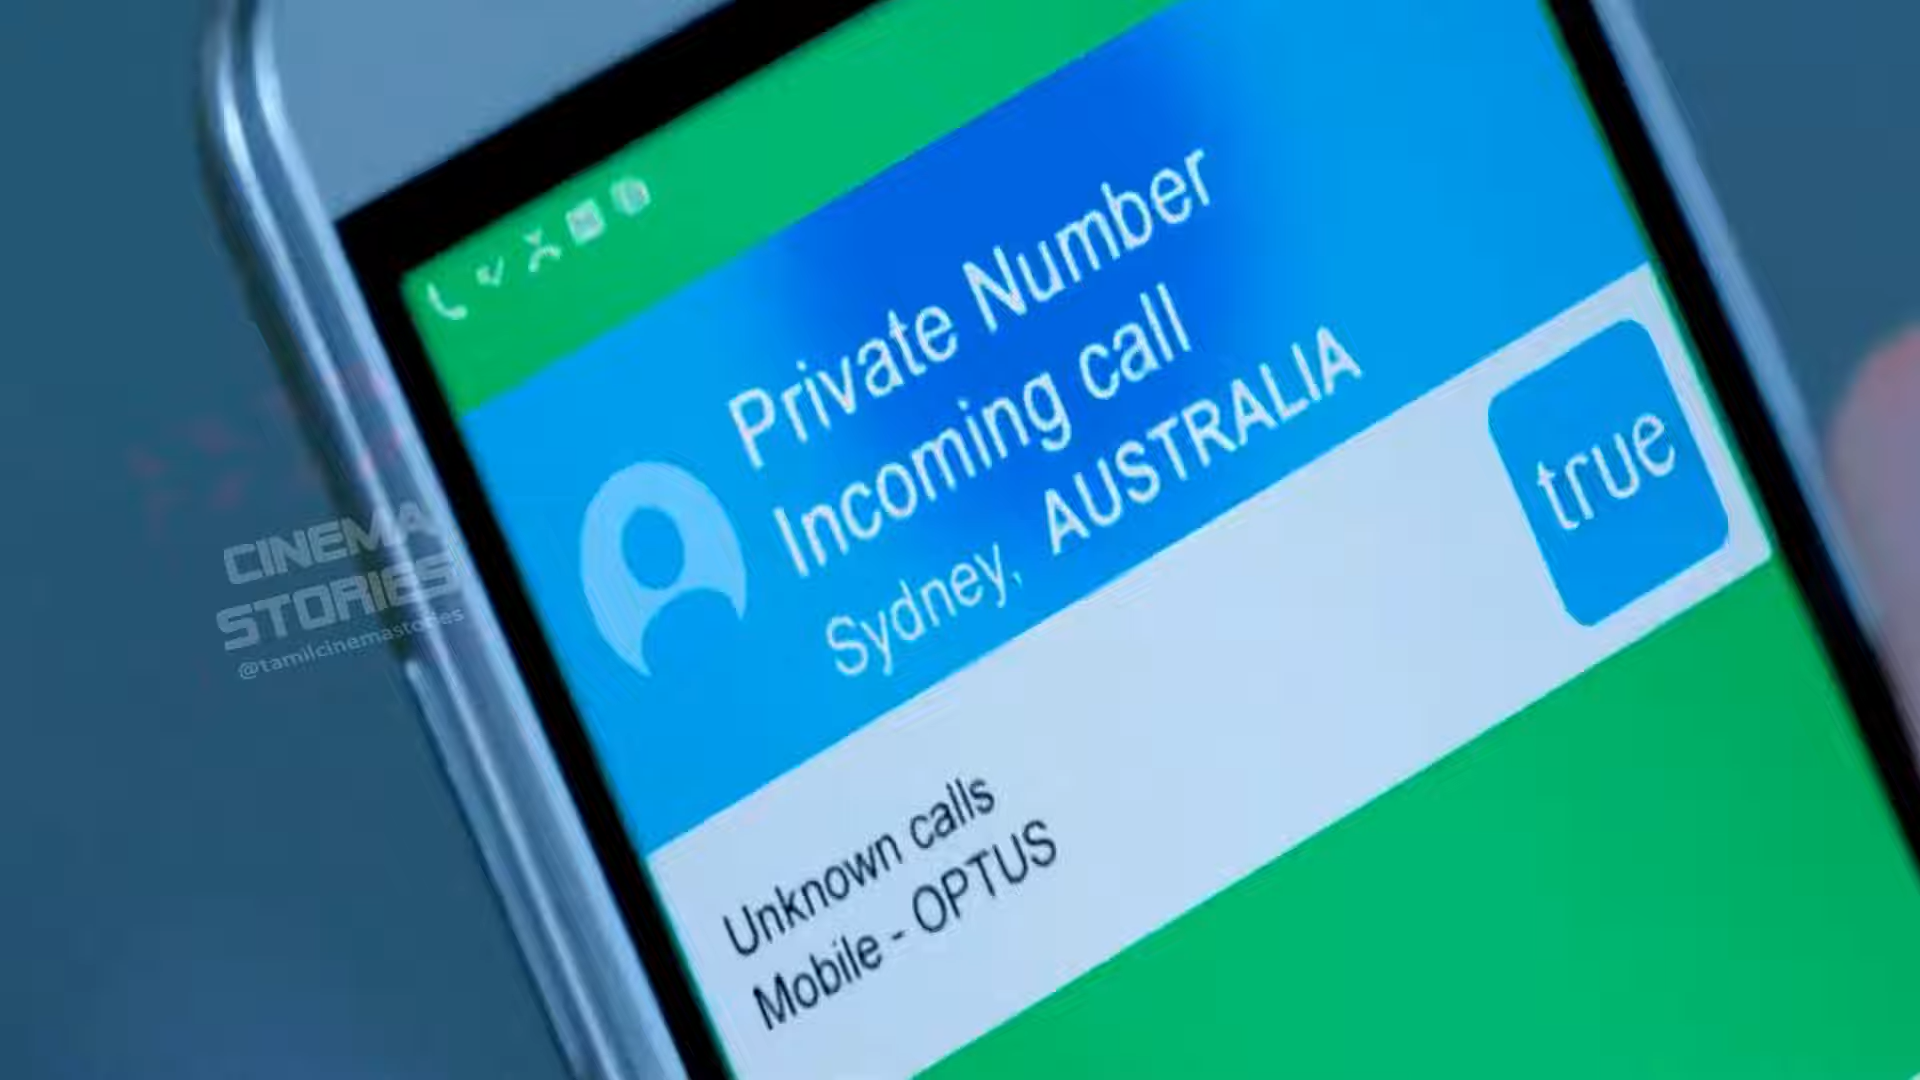 Private Number
Incoming call
Sydney, AUSTRALIA
true
Unknown calls
Mobile - OPTUS
CINEMA
STORIES
@tamilcinemastories